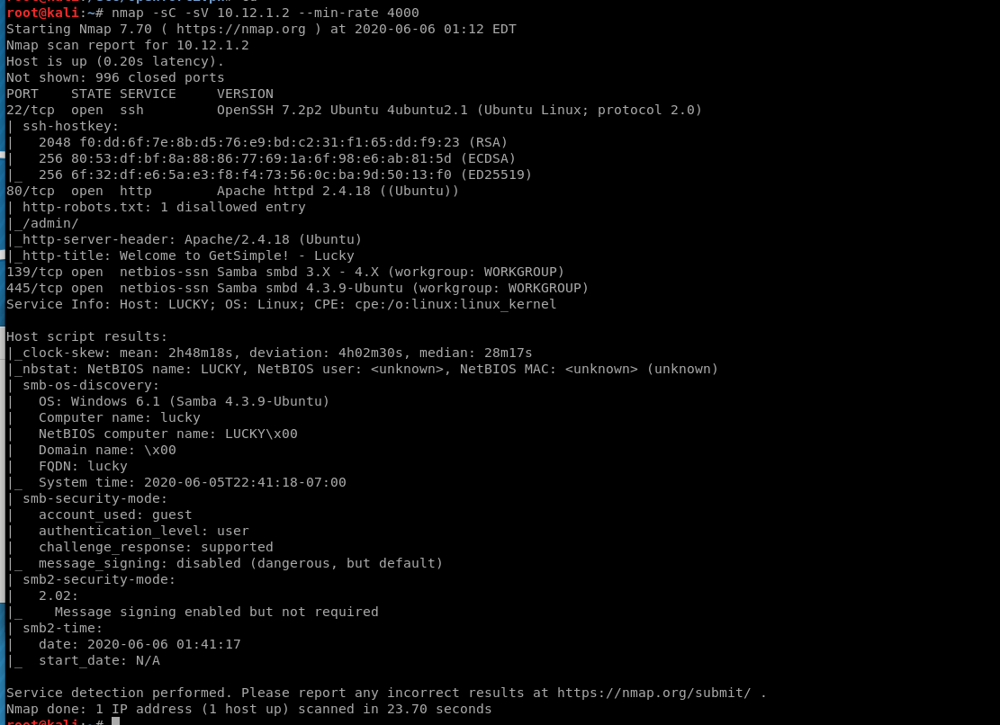 root@kali:~# nmap -sC -sV 10.12.1.2 --min-rate 4000
Starting Nmap 7.70 ( https://nmap.org ) at 2020-06-06 01:12 EDT
Nmap scan report for 10.12.1.2
Host is up (0.20s latency).
Not shown: 996 closed ports
PORT    STATE SERVICE     VERSION
22/tcp  open  ssh         OpenSSH 7.2p2 Ubuntu 4ubuntu2.1 (Ubuntu Linux; protocol 2.0)
| ssh-hostkey:
|   2048 f0:dd:6f:7e:8b:d5:76:e9:bd:c2:31:f1:65:dd:f9:23 (RSA)
|   256 80:53:df:bf:8a:88:86:77:69:1a:6f:98:e6:ab:81:5d (ECDSA)
|_  256 6f:32:df:e6:5a:e3:f8:f4:73:56:0c:ba:9d:50:13:f0 (ED25519)
80/tcp  open  http        Apache httpd 2.4.18 ((Ubuntu))
| http-robots.txt: 1 disallowed entry
|_/admin/
|_http-server-header: Apache/2.4.18 (Ubuntu)
|_http-title: Welcome to GetSimple! - Lucky
139/tcp open  netbios-ssn Samba smbd 3.X - 4.X (workgroup: WORKGROUP)
445/tcp open  netbios-ssn Samba smbd 4.3.9-Ubuntu (workgroup: WORKGROUP)
Service Info: Host: LUCKY; OS: Linux; CPE: cpe:/o:linux:linux_kernel

Host script results:
|_clock-skew: mean: 2h48m18s, deviation: 4h02m30s, median: 28m17s
|_nbstat: NetBIOS name: LUCKY, NetBIOS user: <unknown>, NetBIOS MAC: <unknown> (unknown)
| smb-os-discovery:
|   OS: Windows 6.1 (Samba 4.3.9-Ubuntu)
|   Computer name: lucky
|   NetBIOS computer name: LUCKY\x00
|   Domain name: \x00
|   FQDN: lucky
|_  System time: 2020-06-05T22:41:18-07:00
| smb-security-mode:
|   account_used: guest
|   authentication_level: user
|   challenge_response: supported
|_  message_signing: disabled (dangerous, but default)
| smb2-security-mode:
|   2.02:
|_    Message signing enabled but not required
| smb2-time:
|   date: 2020-06-06 01:41:17
|_  start_date: N/A

Service detection performed. Please report any incorrect results at https://nmap.org/submit/ .
Nmap done: 1 IP address (1 host up) scanned in 23.70 seconds
root@kali:~#